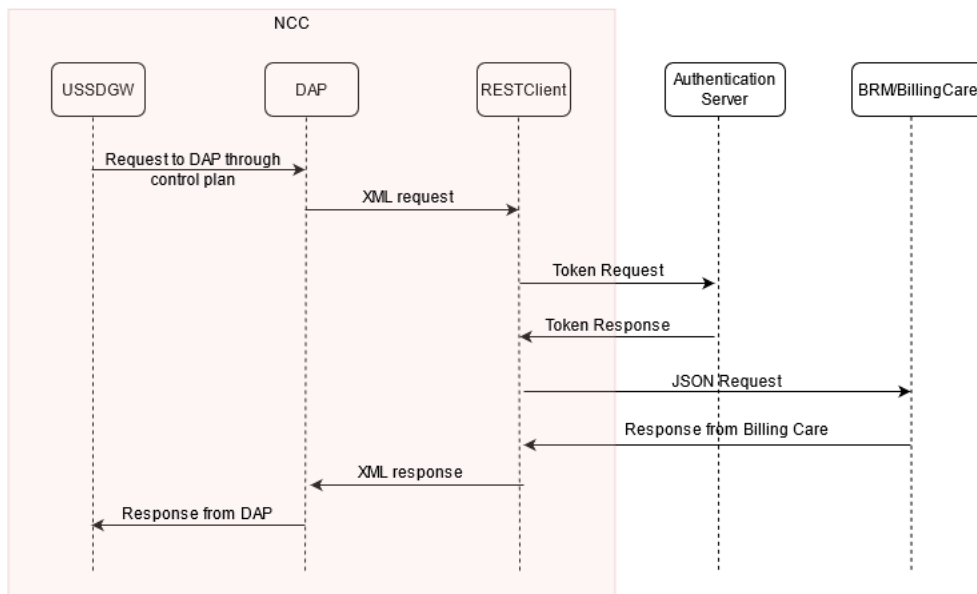 NCC
USSDGW
DAP
RESTClient
Authentication
Server
BRM/BillingCare
Request to DAP through
control plan
XML request
Token Request
Token Response
JSON Request
Response from Billing Care
XML response
Response from DAP